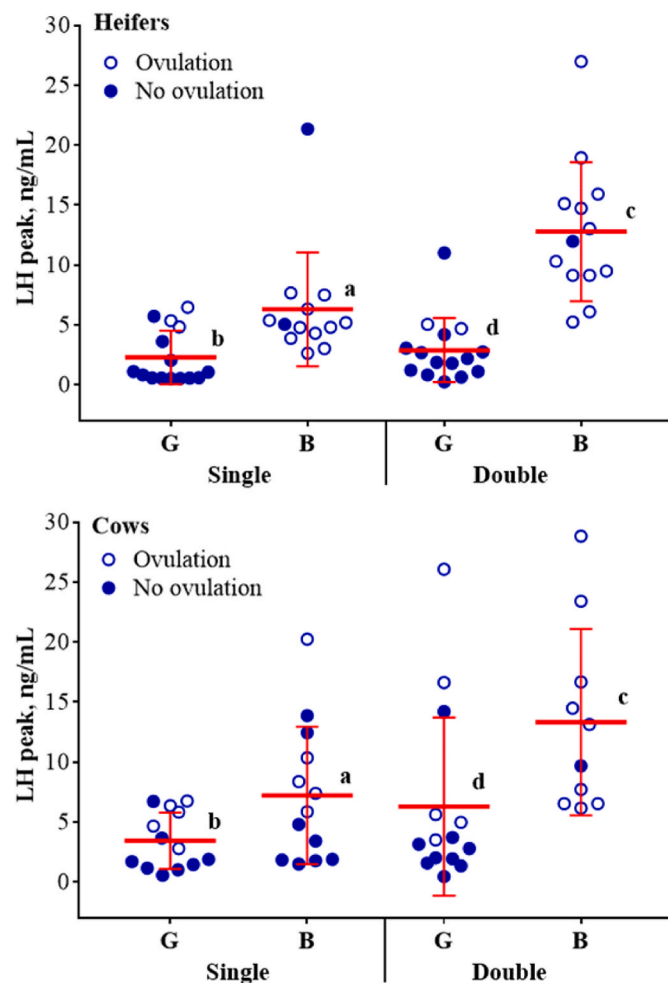 Heifers
Ovulation
No ovulation
LH peak, ng/mL
30
25
20
15
10
5
0
b
a
d
c
G B G B
Single Double
Cows
Ovulation
No ovulation
LH peak, ng/mL
30
25
20
15
10
5
0
b
a
d
c
G B G B
Single Double